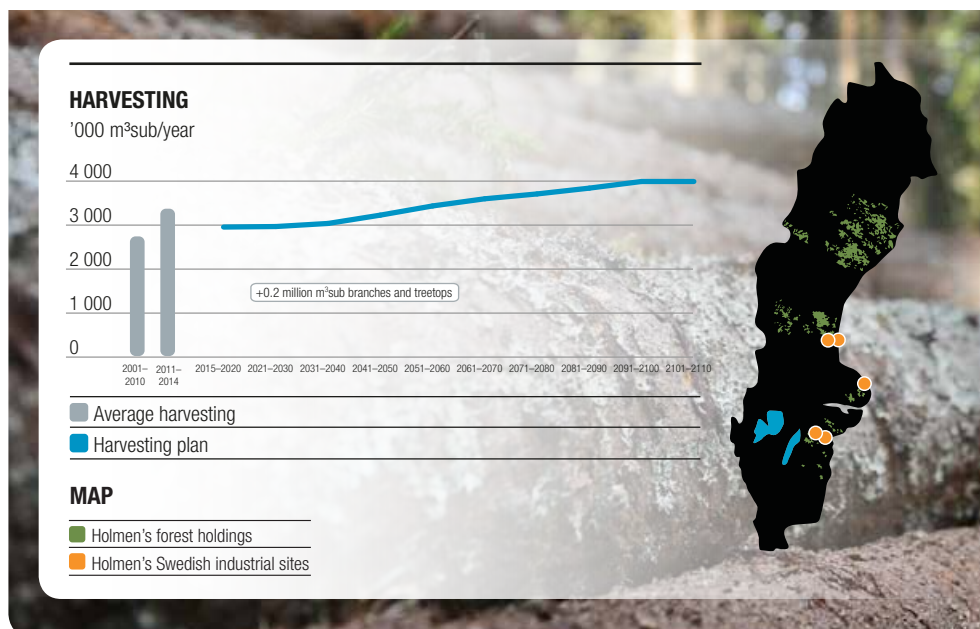 HARVESTING
’000 m³sub/year
4 000
3 000
2 000
1 000
0
+0.2 million m³sub branches and treetops
2001–
2010
2011–
2014
2015–2020
2021–2030
2031–2040
2041–2050
2051–2060
2061–2070
2071–2080
2081–2090
2091–2100
2101–2110
Average harvesting
Harvesting plan
MAP
Holmen’s forest holdings
Holmen’s Swedish industrial sites